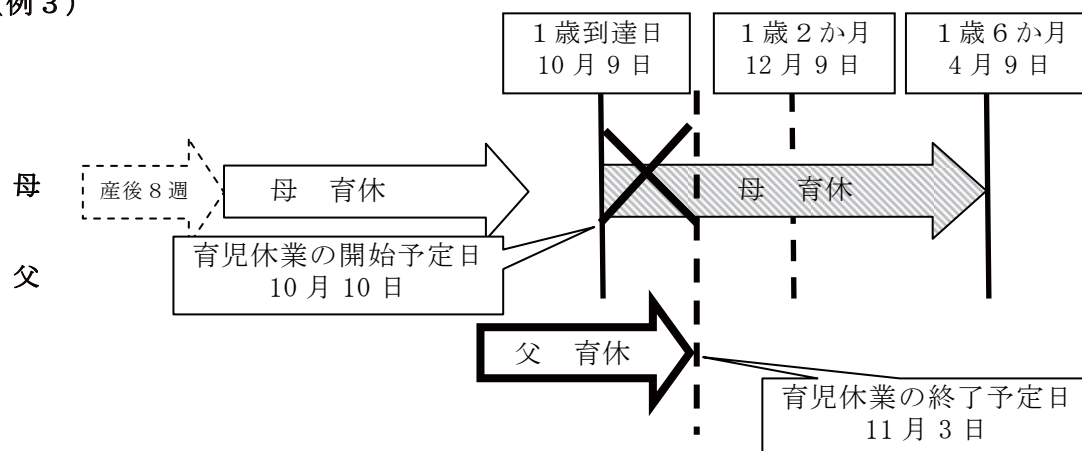 （例３）
１歳到達日
10月９日
１歳２か月
12月９日
１歳６か月
４月９日
母
産後８週
母　育休
母　育休
育児休業の開始予定日
10月10日
父
父　育休
育児休業の終了予定日
11月３日